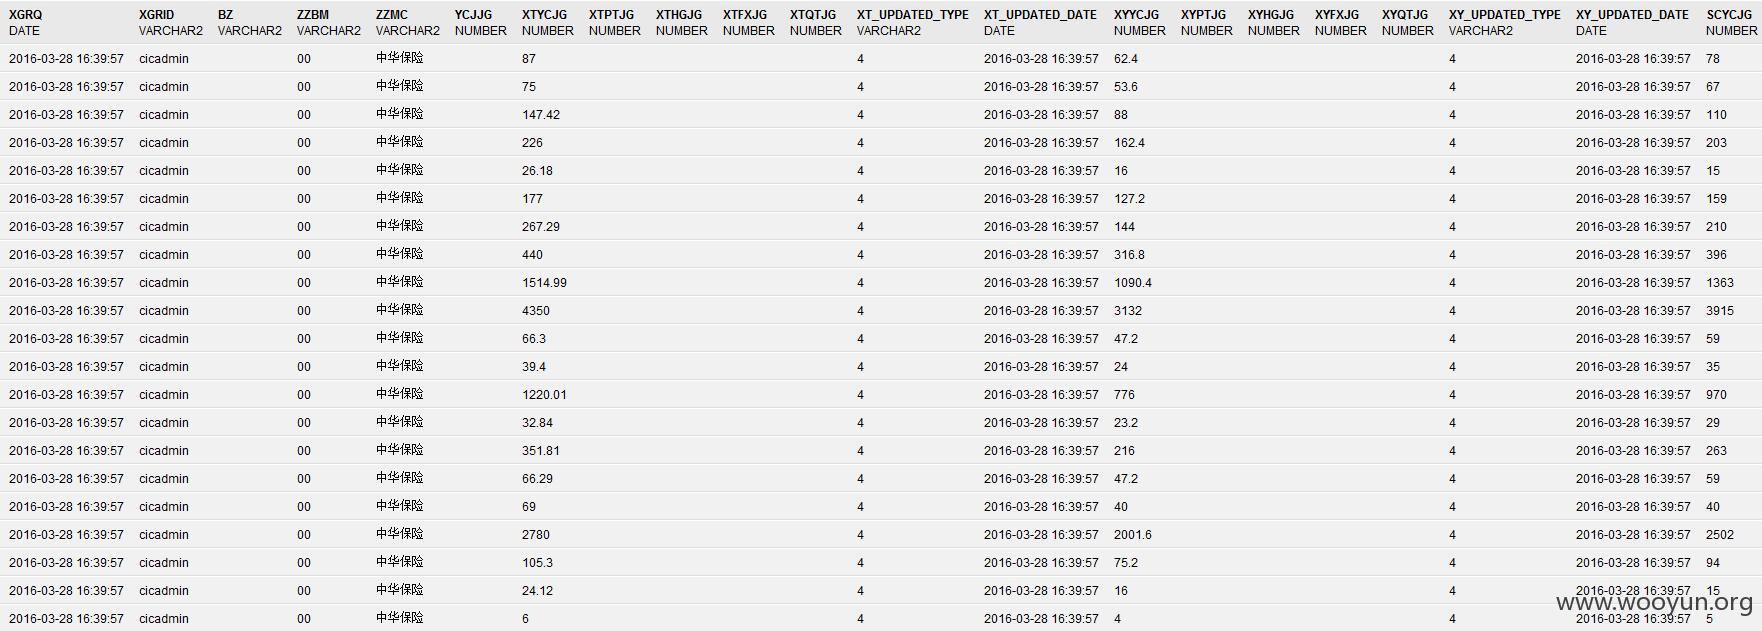 XGRQ XGRID BZ ZZBM ZZMC YCJJG XTYCJG XTPTJG XTHGJG XTFXJG XTQTJG XT_UPDATED_TYPE XT_UPDATED_DATE XYYCJG XYPTJG XYHGJG XYFXJG XYQTJG XY_UPDATED_TYPE XY_UPDATED_DATE SCYCJG
DATE VARCHAR2 VARCHAR2 VARCHAR2 VARCHAR2 NUMBER NUMBER NUMBER NUMBER NUMBER NUMBER VARCHAR2 DATE NUMBER NUMBER NUMBER NUMBER NUMBER VARCHAR2 DATE NUMBER
2016-03-28 16:39:57 cicadmin 00 中华保险 87 4 2016-03-28 16:39:57 62.4 4 2016-03-28 16:39:57 78
2016-03-28 16:39:57 cicadmin 00 中华保险 75 4 2016-03-28 16:39:57 53.6 4 2016-03-28 16:39:57 67
2016-03-28 16:39:57 cicadmin 00 中华保险 147.42 4 2016-03-28 16:39:57 88 4 2016-03-28 16:39:57 110
2016-03-28 16:39:57 cicadmin 00 中华保险 226 4 2016-03-28 16:39:57 162.4 4 2016-03-28 16:39:57 203
2016-03-28 16:39:57 cicadmin 00 中华保险 26.18 4 2016-03-28 16:39:57 16 4 2016-03-28 16:39:57 15
2016-03-28 16:39:57 cicadmin 00 中华保险 177 4 2016-03-28 16:39:57 127.2 4 2016-03-28 16:39:57 159
2016-03-28 16:39:57 cicadmin 00 中华保险 267.29 4 2016-03-28 16:39:57 144 4 2016-03-28 16:39:57 210
2016-03-28 16:39:57 cicadmin 00 中华保险 440 4 2016-03-28 16:39:57 316.8 4 2016-03-28 16:39:57 396
2016-03-28 16:39:57 cicadmin 00 中华保险 1514.99 4 2016-03-28 16:39:57 1090.4 4 2016-03-28 16:39:57 1363
2016-03-28 16:39:57 cicadmin 00 中华保险 4350 4 2016-03-28 16:39:57 3132 4 2016-03-28 16:39:57 3915
2016-03-28 16:39:57 cicadmin 00 中华保险 66.3 4 2016-03-28 16:39:57 47.2 4 2016-03-28 16:39:57 59
2016-03-28 16:39:57 cicadmin 00 中华保险 39.4 4 2016-03-28 16:39:57 24 4 2016-03-28 16:39:57 35
2016-03-28 16:39:57 cicadmin 00 中华保险 1220.01 4 2016-03-28 16:39:57 776 4 2016-03-28 16:39:57 970
2016-03-28 16:39:57 cicadmin 00 中华保险 32.84 4 2016-03-28 16:39:57 23.2 4 2016-03-28 16:39:57 29
2016-03-28 16:39:57 cicadmin 00 中华保险 351.81 4 2016-03-28 16:39:57 216 4 2016-03-28 16:39:57 263
2016-03-28 16:39:57 cicadmin 00 中华保险 66.29 4 2016-03-28 16:39:57 47.2 4 2016-03-28 16:39:57 59
2016-03-28 16:39:57 cicadmin 00 中华保险 69 4 2016-03-28 16:39:57 40 4 2016-03-28 16:39:57 40
2016-03-28 16:39:57 cicadmin 00 中华保险 2780 4 2016-03-28 16:39:57 2001.6 4 2016-03-28 16:39:57 2502
2016-03-28 16:39:57 cicadmin 00 中华保险 105.3 4 2016-03-28 16:39:57 75.2 4 2016-03-28 16:39:57 94
2016-03-28 16:39:57 cicadmin 00 中华保险 24.12 4 2016-03-28 16:39:57 16 4 2016-03-28 16:39:57 15
www.wooyun.org
2016-03-28 16:39:57 cicadmin 00 中华保险 6 4 2016-03-28 16:39:57 4 4 2016-03-28 16:39:57 5